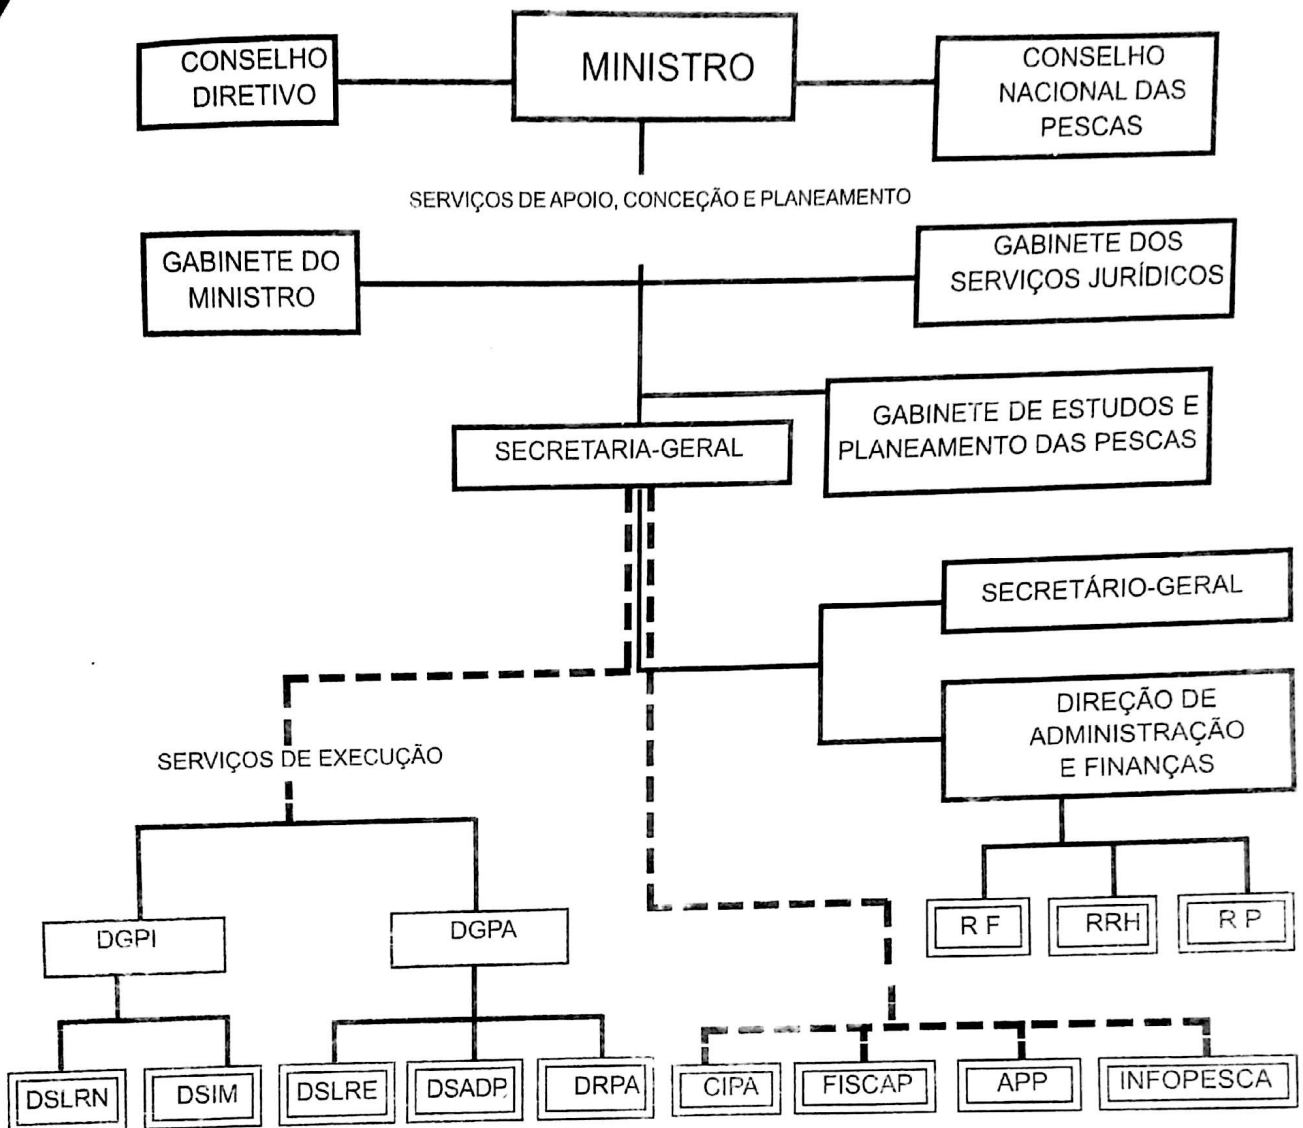 CONSELHO
DIRETIVO
MINISTRO
CONSELHO
NACIONAL DAS
PESCAS
SERVIÇOS DE APOIO, CONCEÇÃO E PLANEAMENTO
GABINETE DO
MINISTRO
GABINETE DOS
SERVIÇOS JURÍDICOS
GABINETE DE ESTUDOS E
PLANEAMENTO DAS PESCAS
SECRETARIA-GERAL
SECRETÁRIO-GERAL
DIREÇÃO DE
ADMINISTRAÇÃO
E FINANÇAS
SERVIÇOS DE EXECUÇÃO
DGPI
DGPA
R F
RRH
R P
DSLRN
DSIM
DSLRE
DSADP
DRPA
CIPA
FISCAP
APP
INFOPESCA